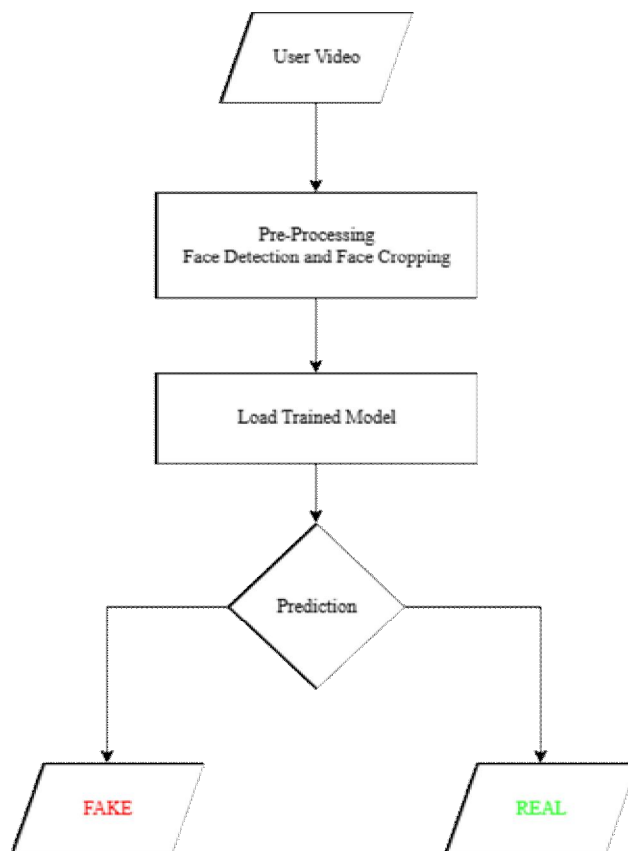 User Video
Pre-Processing
Face Detection and Face Cropping
Load Trained Model
Prediction
FAKE
REAL